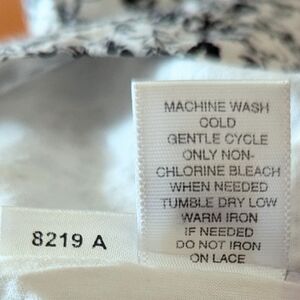 MACHINE WASH
COLD
GENTLE CYCLE
ONLY NON-
CHLORINE BLEACH
WHEN NEEDED
TUMBLE DRY LOW
WARM IRON
IF NEEDED
DO NOT IRON
ON LACE
8219 A